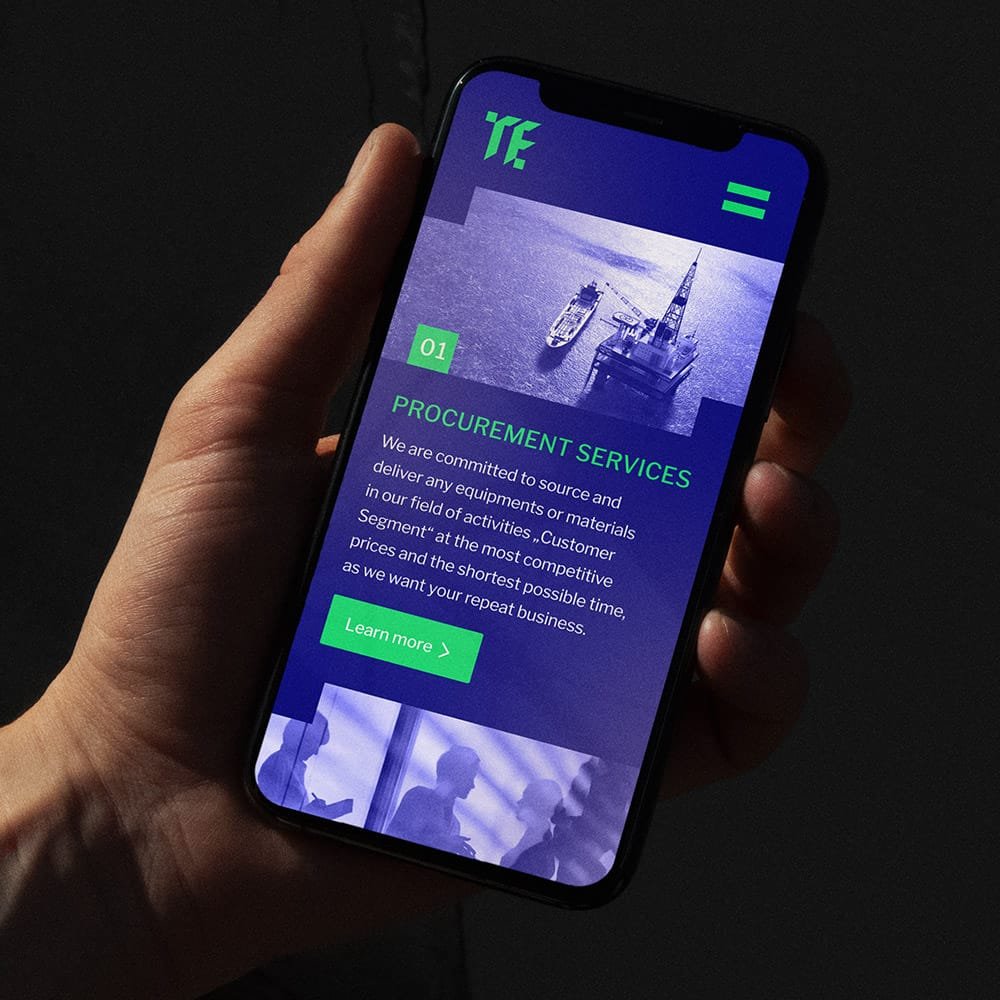 TE
01
PROCUREMENT SERVICES
We are committed to source and
deliver any equipments or materials
in our field of activities „Customer
Segment“ at the most competitive
prices and the shortest possible time,
as we want your repeat business.
Learn more